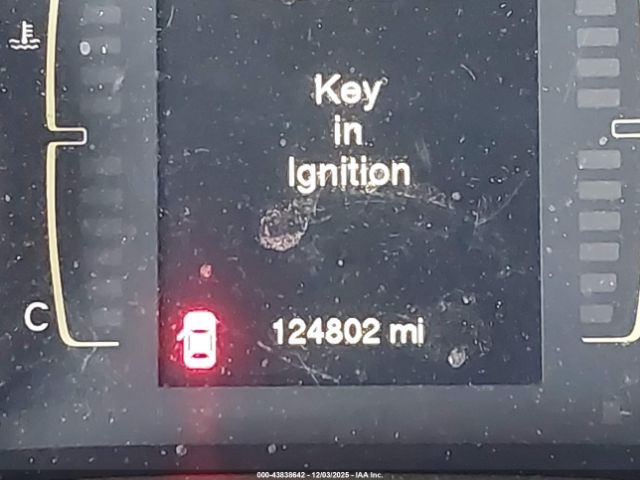 Key
in
Ignition
C
124802 mi
000-43838642 - 12/03/2025 - IAA Inc.